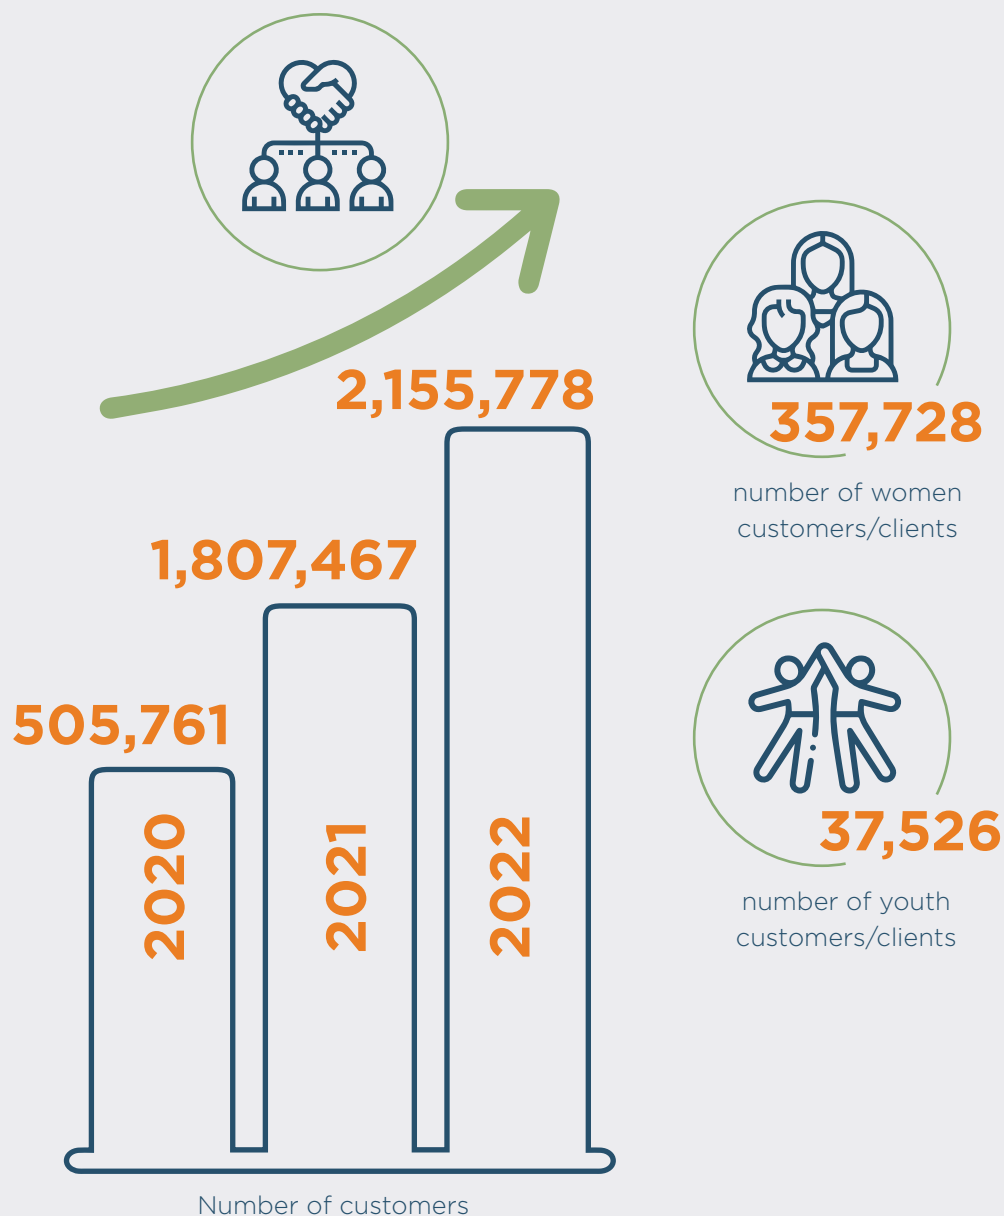 2,155,778
1,807,467
505,761
2020
2021
2022
Number of customers
357,728
number of women
customers/clients
37,526
number of youth
customers/clients